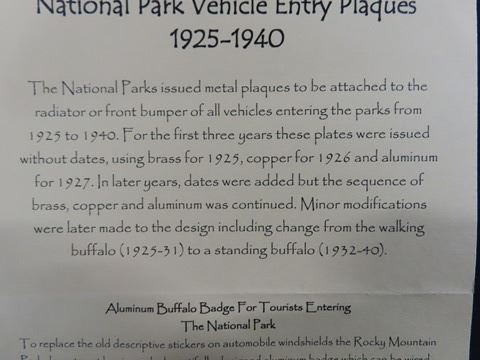 National Park Vehicle Entry Plaques
1925-1940
The National Parks issued metal plaques to be attached to the
radiator or front bumper of all vehicles entering the parks from
1925 to 1940. For the first three years these plates were issued
without dates, using brass for 1925, copper for 1926 and aluminum
for 1927. In later years, dates were added but the sequence of
brass, copper and aluminum was continued. Minor modifications
were later made to the design including change from the walking
buffalo (1925-31) to a standing buffalo (1932-40).
Aluminum Buffalo Badge For Tourists Entering
The National Park
To replace the old descriptive stickers on automobile windshields the Rocky Mountain